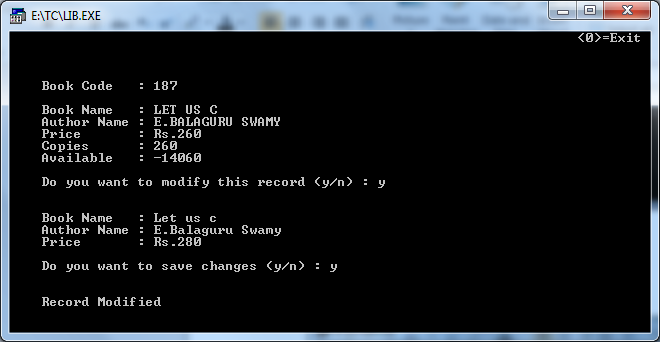 E:\TC\LIB.EXE
<0>=Exit
Book Code : 187
Book Name : LET US C
Author Name : E.BALAGURU SWAMY
Price : Rs.260
Copies : 260
Available : -14060
Do you want to modify this record (y/n) : y
Book Name : Let us c
Author Name : E.Balaguru Swamy
Price : Rs.280
Do you want to save changes (y/n) : y
Record Modified